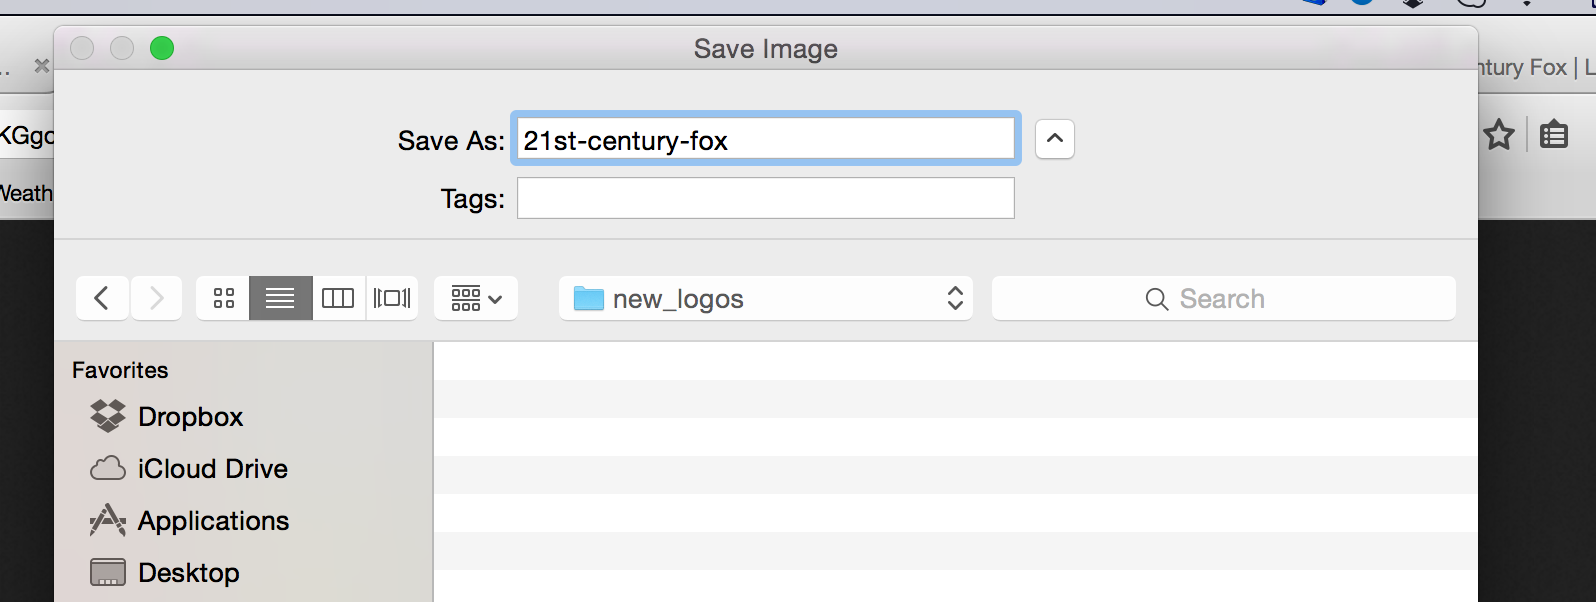 Save Image
ntury Fox | L
Save As: 21st-century-fox
KGgo
Tags:
Weath
new_logos
Search
Favorites
Dropbox
iCloud Drive
Applications
Desktop